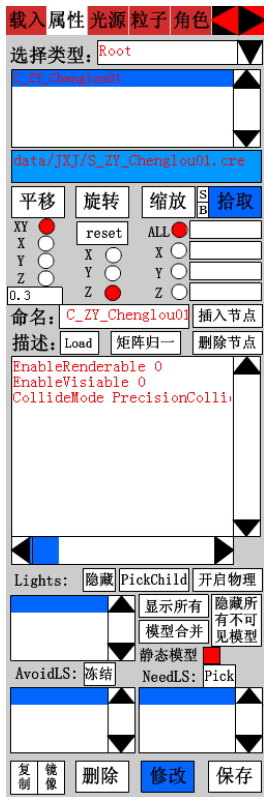 载入 属性 光源 粒子 角色
选择类型: Root
C_ZY_Chenglou01
data/JXJ/S_ZY_Chenglou01.cre
平移 旋转 缩放 S B 拾取
XY reset ALL
X X X
Y Y Y
Z Z Z
0.3
命名: C_ZY_Chenglou01 插入节点
描述: Load 矩阵归一 删除节点
EnableRenderable 0
EnableVisiable 0
CollideMode PrecisionColli
Lights: 隐藏 PickChild 开启物理
显示所有 隐藏所有不可见模型
模型合并
静态模型
AvoidLS: 冻结 NeedLS: Pick
复制 镜像 删除 修改 保存